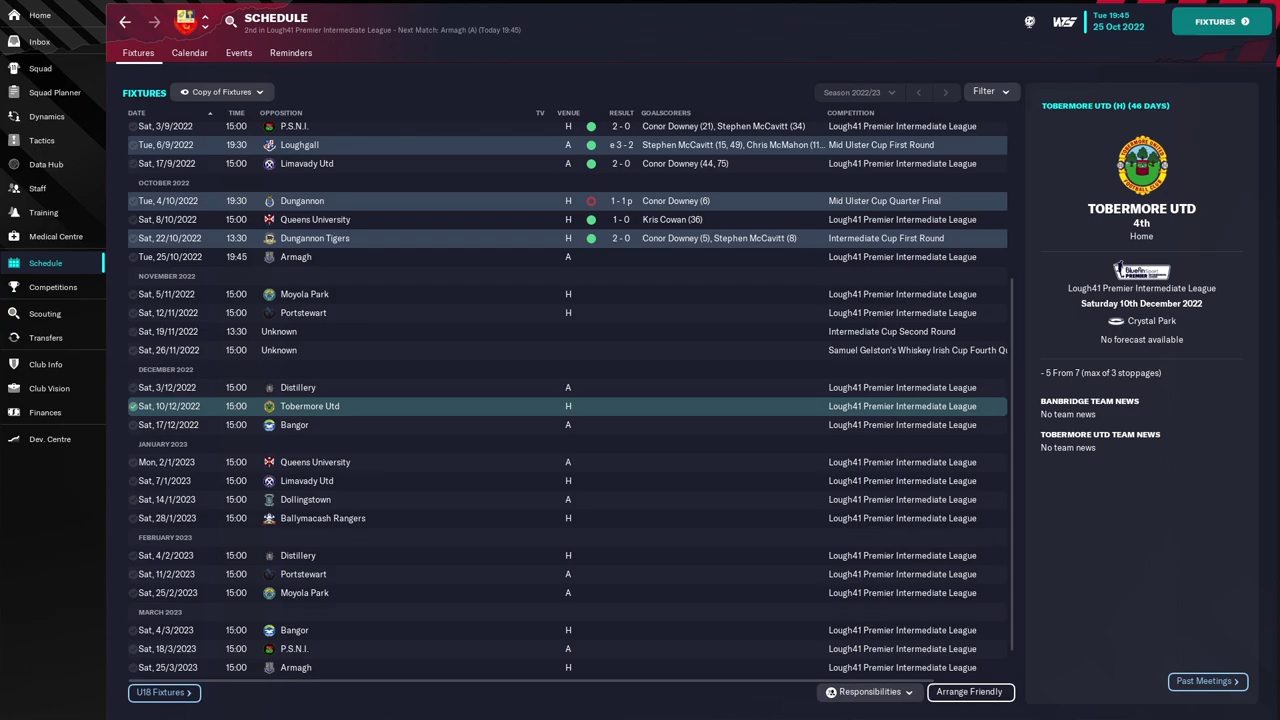 Home
Inbox
Squad
Squad Planner
Dynamics
Tactics
Data Hub
Staff
Training
Medical Centre
Schedule
Competitions
Scouting
Transfers
Club Info
Club Vision
Finances
Dev. Centre
SCHEDULE
2nd in Lough41 Premier Intermediate League - Next Match: Armagh (A) (Today 19:45)
Tue 19:45
25 Oct 2022
FIXTURES
Fixtures Calendar Events Reminders
FIXTURES Copy of Fixtures Season 2022/23 Filter
DATE TIME OPPOSITION TV VENUE RESULT GOALSCORERS COMPETITION
Sat, 3/9/2022 15:00 P.S.N.I. H 2 - 0 Conor Downey (21), Stephen McCavitt (34) Lough41 Premier Intermediate League
Tue, 6/9/2022 19:30 Loughgall A e 3 - 2 Stephen McCavitt (15, 49), Chris McMahon (11... Mid Ulster Cup First Round
Sat, 17/9/2022 15:00 Limavady Utd A 2 - 0 Conor Downey (44, 75) Lough41 Premier Intermediate League
OCTOBER 2022
Tue, 4/10/2022 19:30 Dungannon H 1 - 1 p Conor Downey (6) Mid Ulster Cup Quarter Final
Sat, 8/10/2022 15:00 Queens University H 1 - 0 Kris Cowan (36) Lough41 Premier Intermediate League
Sat, 22/10/2022 13:30 Dungannon Tigers H 2 - 0 Conor Downey (5), Stephen McCavitt (8) Intermediate Cup First Round
Tue, 25/10/2022 19:45 Armagh A Lough41 Premier Intermediate League
NOVEMBER 2022
Sat, 5/11/2022 15:00 Moyola Park H Lough41 Premier Intermediate League
Sat, 12/11/2022 15:00 Portstewart H Lough41 Premier Intermediate League
Sat, 19/11/2022 13:30 Unknown Intermediate Cup Second Round
Sat, 26/11/2022 15:00 Unknown Samuel Gelston's Whiskey Irish Cup Fourth Qu
DECEMBER 2022
Sat, 3/12/2022 15:00 Distillery A Lough41 Premier Intermediate League
Sat, 10/12/2022 15:00 Tobermore Utd H Lough41 Premier Intermediate League
Sat, 17/12/2022 15:00 Bangor A Lough41 Premier Intermediate League
JANUARY 2023
Mon, 2/1/2023 15:00 Queens University A Lough41 Premier Intermediate League
Sat, 7/1/2023 15:00 Limavady Utd H Lough41 Premier Intermediate League
Sat, 14/1/2023 15:00 Dollingstown A Lough41 Premier Intermediate League
Sat, 28/1/2023 15:00 Ballymacash Rangers H Lough41 Premier Intermediate League
FEBRUARY 2023
Sat, 4/2/2023 15:00 Distillery H Lough41 Premier Intermediate League
Sat, 11/2/2023 15:00 Portstewart A Lough41 Premier Intermediate League
Sat, 25/2/2023 15:00 Moyola Park A Lough41 Premier Intermediate League
MARCH 2023
Sat, 4/3/2023 15:00 Bangor H Lough41 Premier Intermediate League
Sat, 18/3/2023 15:00 P.S.N.I. A Lough41 Premier Intermediate League
Sat, 25/3/2023 15:00 Armagh H Lough41 Premier Intermediate League
U18 Fixtures Responsibilities Arrange Friendly
TOBERMORE UTD (H) (46 DAYS)
TOBERMORE UTD
4th
Home
Lough41 Premier Intermediate League
Saturday 10th December 2022
Crystal Park
No forecast available
- 5 From 7 (max of 3 stoppages)
BANBRIDGE TEAM NEWS
No team news
TOBERMORE UTD TEAM NEWS
No team news
Past Meetings